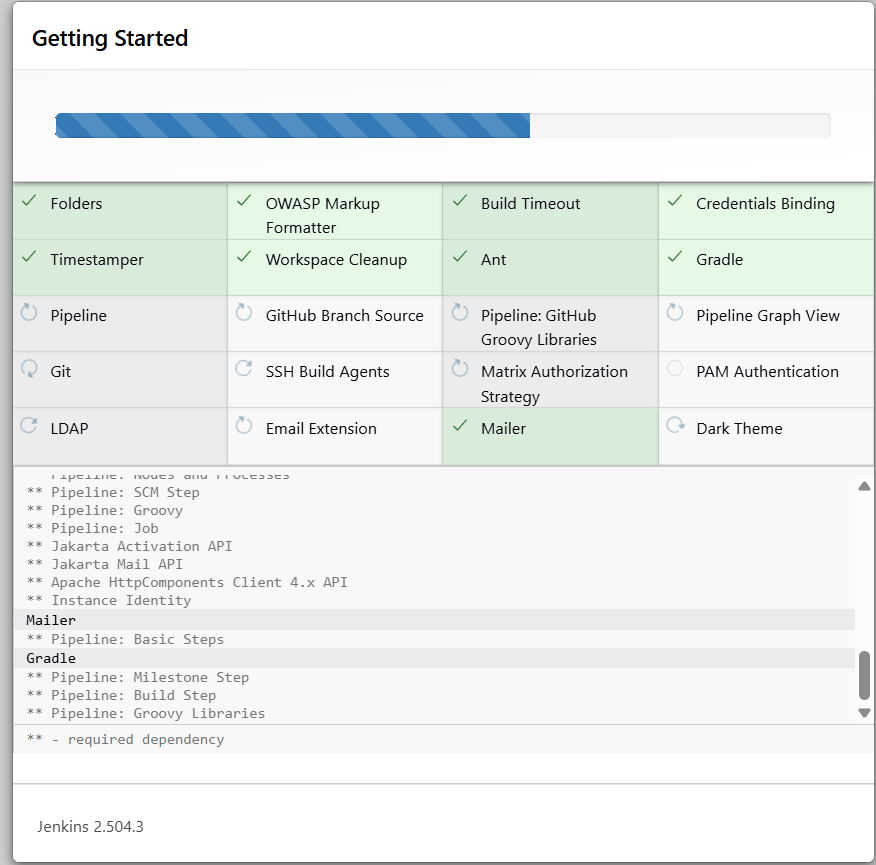 Getting Started
Folders
OWASP Markup
Formatter
Build Timeout
Credentials Binding
Timestamper
Workspace Cleanup
Ant
Gradle
Pipeline
GitHub Branch Source
Pipeline: GitHub
Groovy Libraries
Pipeline Graph View
Git
SSH Build Agents
Matrix Authorization
Strategy
PAM Authentication
LDAP
Email Extension
Mailer
Dark Theme
Pipeline: Nodes and Processes
** Pipeline: SCM Step
** Pipeline: Groovy
** Pipeline: Job
** Jakarta Activation API
** Jakarta Mail API
** Apache HttpComponents Client 4.x API
** Instance Identity
Mailer
** Pipeline: Basic Steps
Gradle
** Pipeline: Milestone Step
** Pipeline: Build Step
** Pipeline: Groovy Libraries
** - required dependency
Jenkins 2.504.3